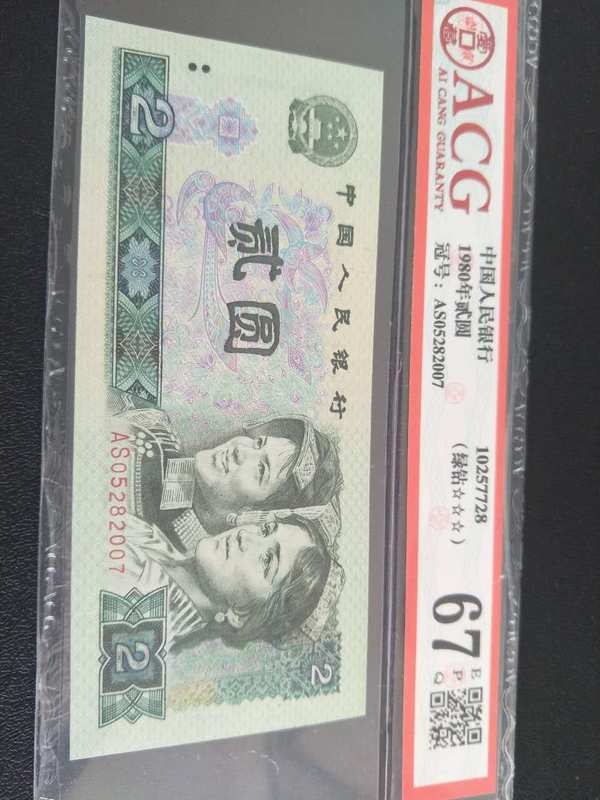 ACG
AI CANG GUARANTY
中国人民银行
1980年贰圆
冠号：AS05282007
10257728
（绿钻☆☆☆）
67
EPQ
中国人民银行
贰圆
2
AS05282007
2
2